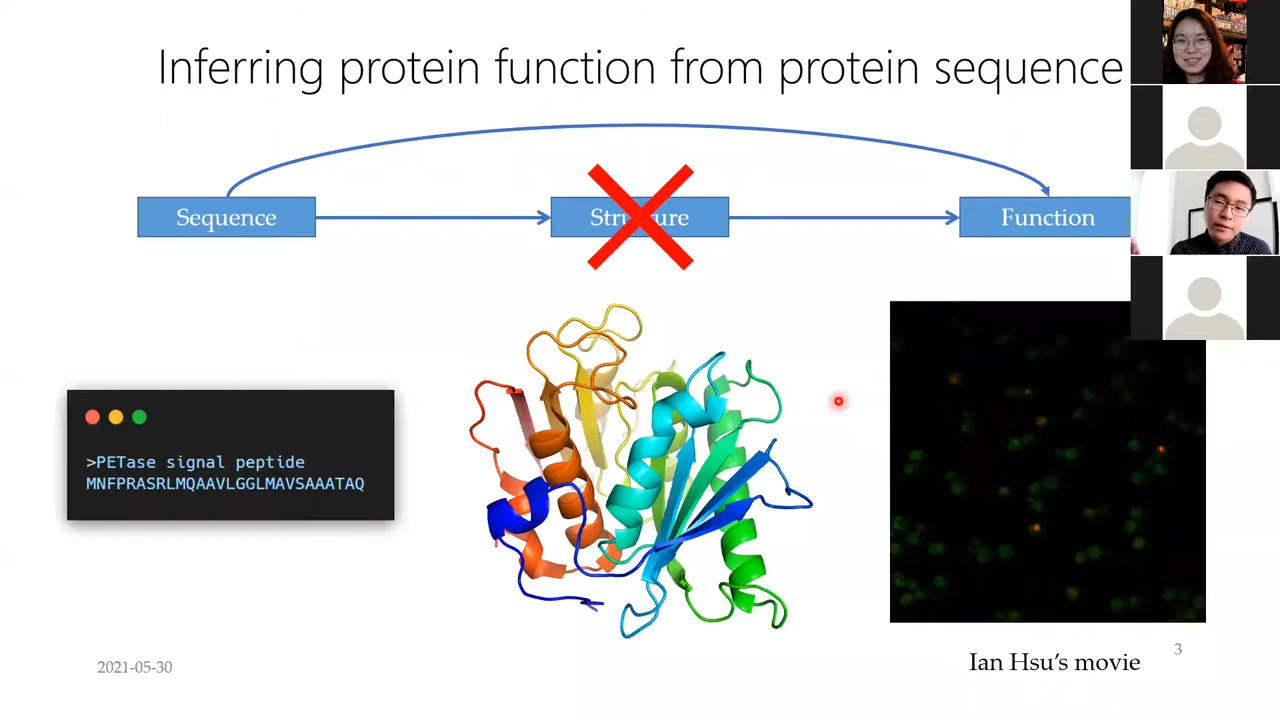 Inferring protein function from protein sequence
Sequence
Structure
Function
>PETase signal peptide
MNFPRASRLMQAAVLGGLMAVSAAATAQ
2021-05-30
Ian Hsu's movie
3